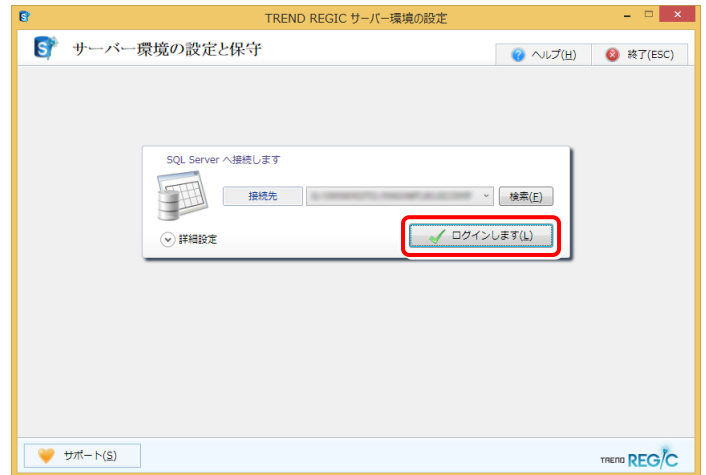 TREND REGIC サーバー環境の設定
サーバー環境の設定と保守
ヘルプ(H)
終了(ESC)
SQL Server へ接続します
接続先
検索(F)
詳細設定
ログインします(L)
サポート(S)
TREND REGIC